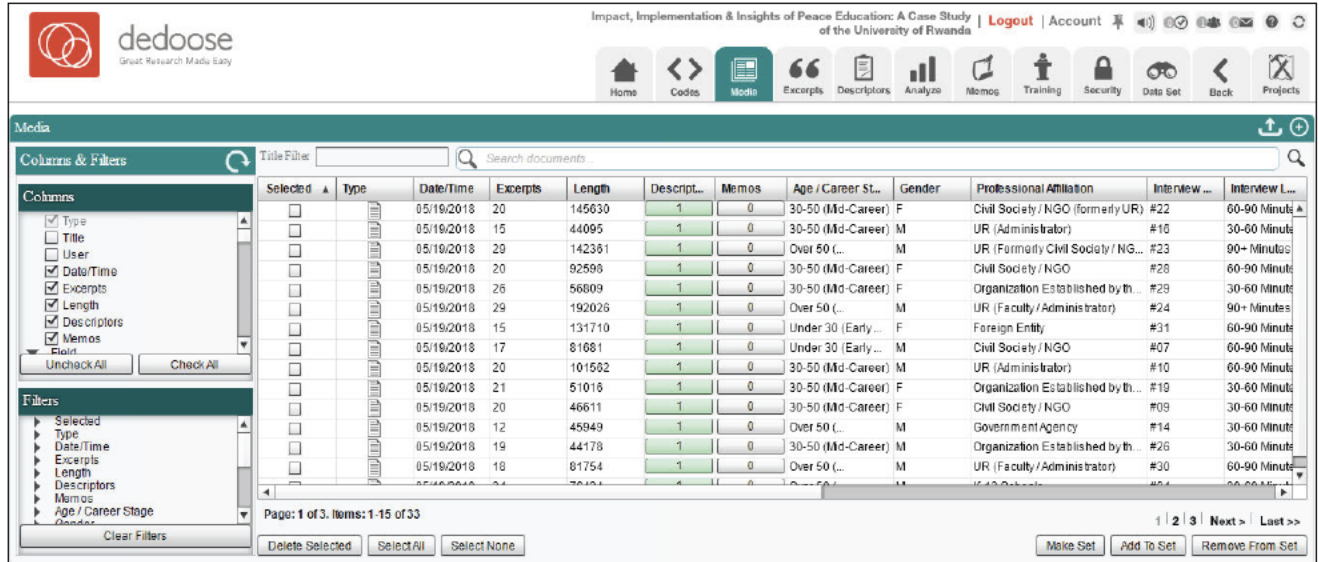 Impact, Implementation & Insights of Peace Education: A Case Study of the University of Rwanda | Logout | Account
dedoose
Great Research Made Easy
Home Codes Media Excerpts Descriptors Analyze Memos Training Security Data Set Back Projects
Media
Columns & Filters
Title Filter Search documents...
Columns
Type
Title
User
Date/Time
Excerpts
Length
Descriptors
Memos
Field
Uncheck All Check All
Filters
Selected
Type
Date/Time
Excerpts
Length
Descriptors
Memos
Age / Career Stage
Gender
Clear Filters
Selected Type Date/Time Excerpts Length Descript... Memos Age / Career St... Gender Professional Affiliation Interview ... Interview L...
05/19/2018 20 145630 1 0 30-50 (Mid-Career) F Civil Society / NGO (formerly UR) #22 60-90 Minute
05/19/2018 15 44095 1 0 30-50 (Mid-Career) M UR (Administrator) #16 30-60 Minute
05/19/2018 29 142361 1 0 Over 50 (... M UR (Formerly Civil Society / NG... #23 90+ Minutes
05/19/2018 20 92598 1 0 30-50 (Mid-Career) F Civil Society / NGO #28 60-90 Minute
05/19/2018 26 56809 1 0 30-50 (Mid-Career) F Organization Established by th... #29 30-60 Minute
05/19/2018 29 192026 1 0 Over 50 (... M UR (Faculty / Administrator) #24 90+ Minutes
05/19/2018 15 131710 1 0 Under 30 (Early ... F Foreign Entity #31 60-90 Minute
05/19/2018 17 81681 1 0 Under 30 (Early ... M Civil Society / NGO #07 60-90 Minute
05/19/2018 20 101562 1 0 30-50 (Mid-Career) M UR (Administrator) #10 60-90 Minute
05/19/2018 21 51016 1 0 30-50 (Mid-Career) F Organization Established by th... #19 30-60 Minute
05/19/2018 20 46611 1 0 30-50 (Mid-Career) F Civil Society / NGO #09 30-60 Minute
05/19/2018 12 45949 1 0 Over 50 (... M Government Agency #14 30-60 Minute
05/19/2018 19 44178 1 0 30-50 (Mid-Career) M Organization Established by th... #26 30-60 Minute
05/19/2018 18 81754 1 0 Over 50 (... M UR (Faculty / Administrator) #30 60-90 Minute
Page: 1 of 3. Items: 1-15 of 33
1 | 2 | 3 Next > Last >>
Delete Selected Select All Select None Make Set Add To Set Remove From Set